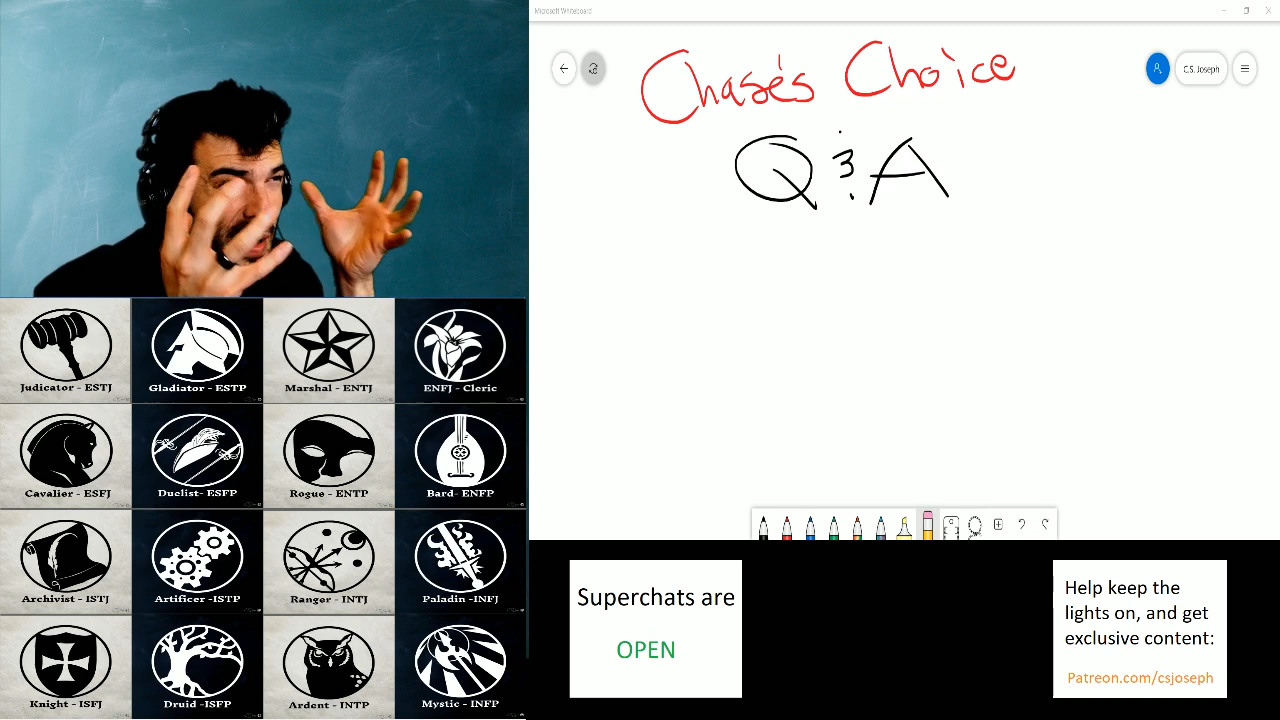 Microsoft Whiteboard
Chase's Choice
C.S. Joseph
Q & A
Judicator - ESTJ
Gladiator - ESTP
Marshal - ENTJ
ENFJ - Cleric
Cavalier - ESFJ
Duelist- ESFP
Rogue - ENTP
Bard- ENFP
Archivist - ISTJ
Artificer -ISTP
Ranger - INTJ
Paladin -INFJ
Knight - ISFJ
Druid -ISFP
Ardent - INTP
Mystic - INFP
Superchats are
OPEN
Help keep the
lights on, and get
exclusive content:
Patreon.com/csjoseph